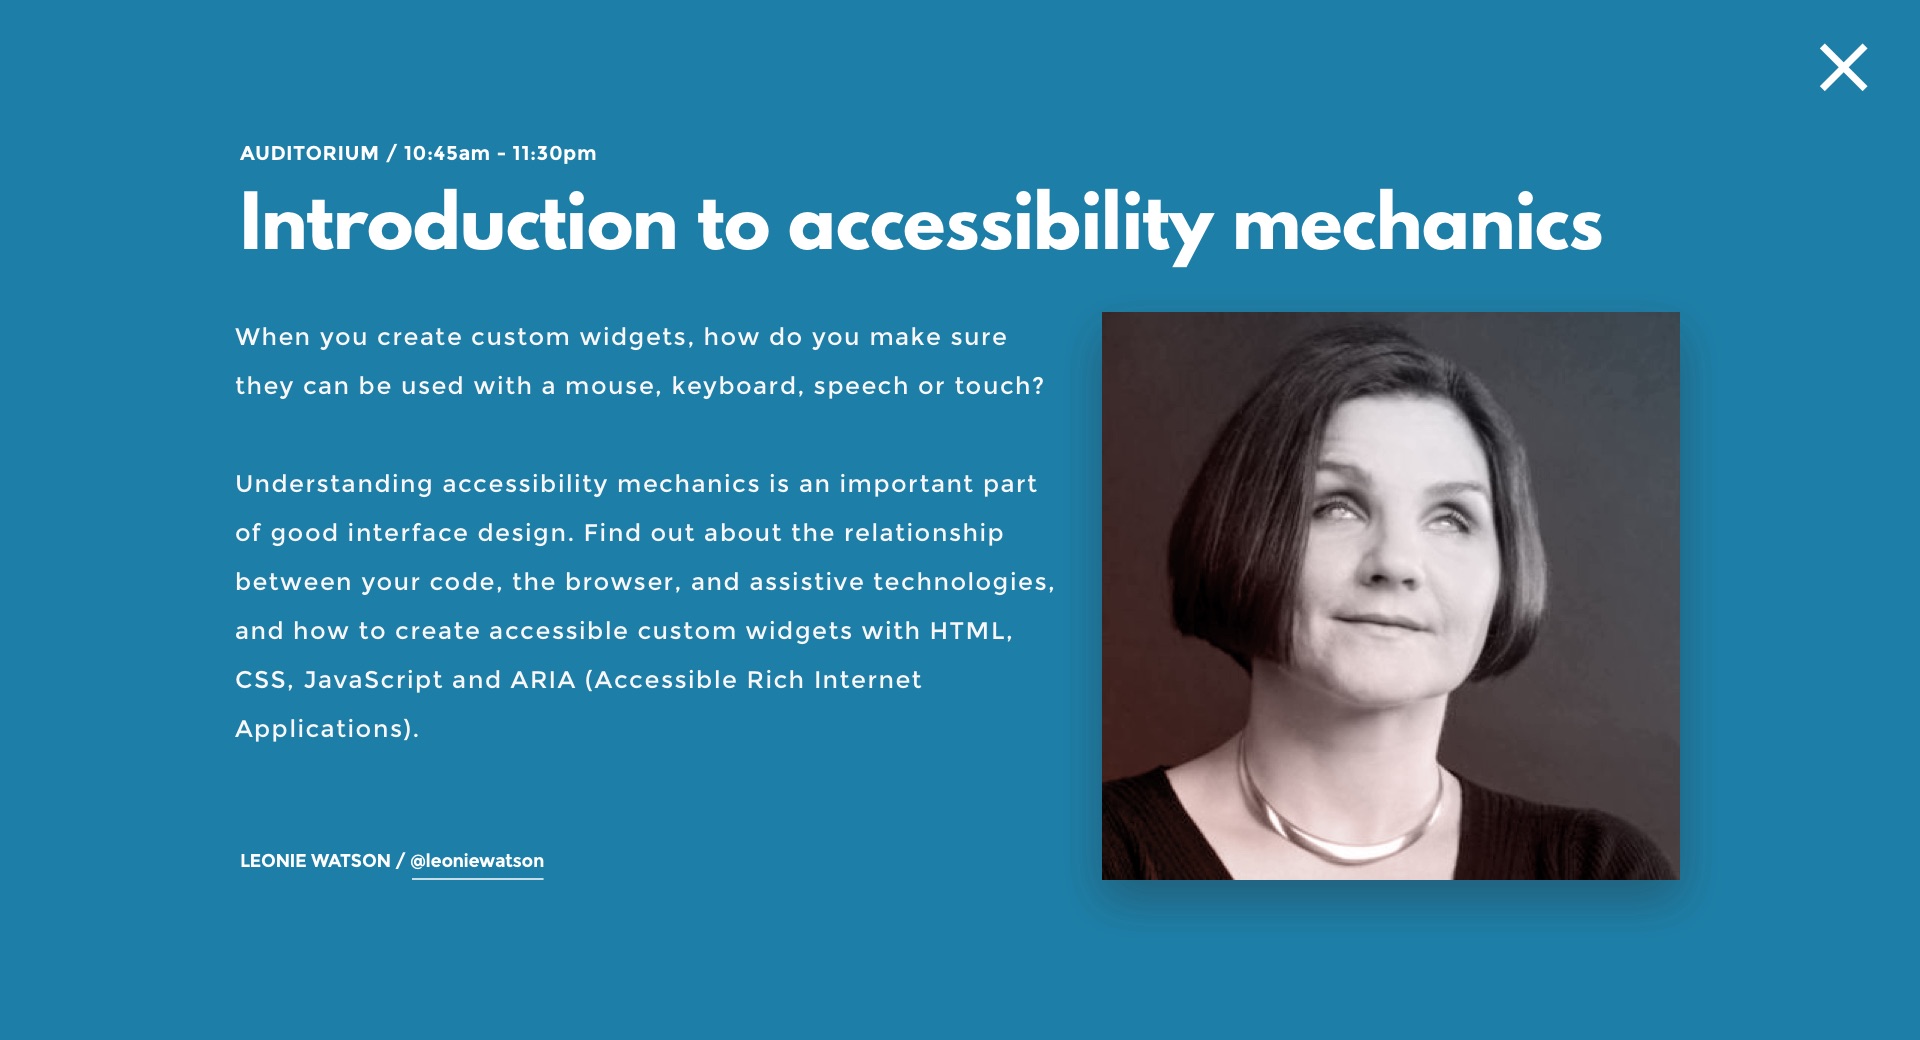 AUDITORIUM / 10:45am - 11:30pm
Introduction to accessibility mechanics
When you create custom widgets, how do you make sure
they can be used with a mouse, keyboard, speech or touch?
Understanding accessibility mechanics is an important part
of good interface design. Find out about the relationship
between your code, the browser, and assistive technologies,
and how to create accessible custom widgets with HTML,
CSS, JavaScript and ARIA (Accessible Rich Internet
Applications).
LEONIE WATSON / @leoniewatson